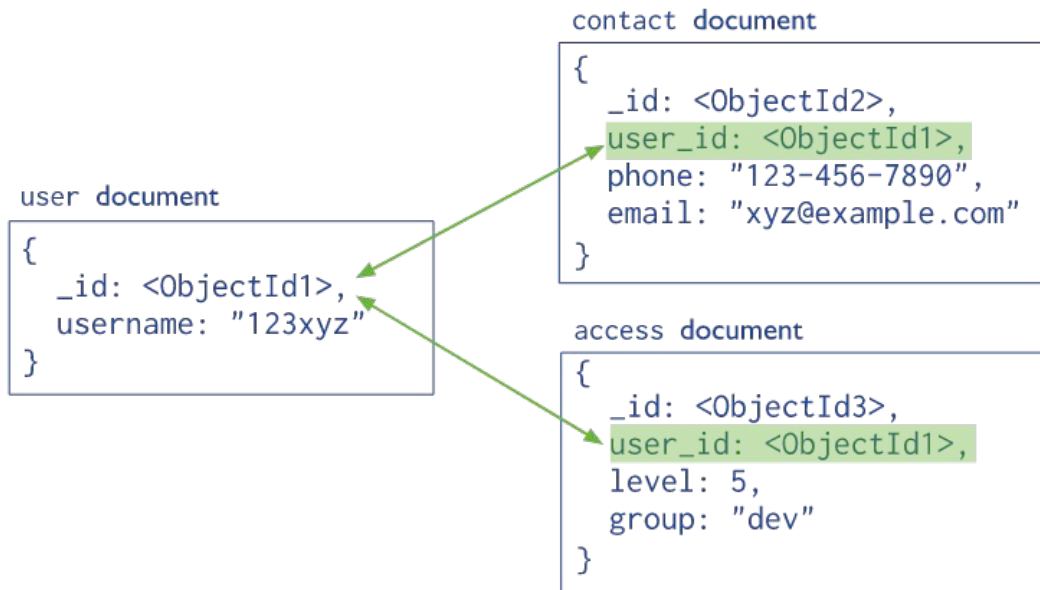 contact document
{
_id: <ObjectId2>,
user_id: <ObjectId1>,
phone: "123-456-7890",
email: "xyz@example.com"
}
user document
{
_id: <ObjectId1>,
username: "123xyz"
}
access document
{
_id: <ObjectId3>,
user_id: <ObjectId1>,
level: 5,
group: "dev"
}